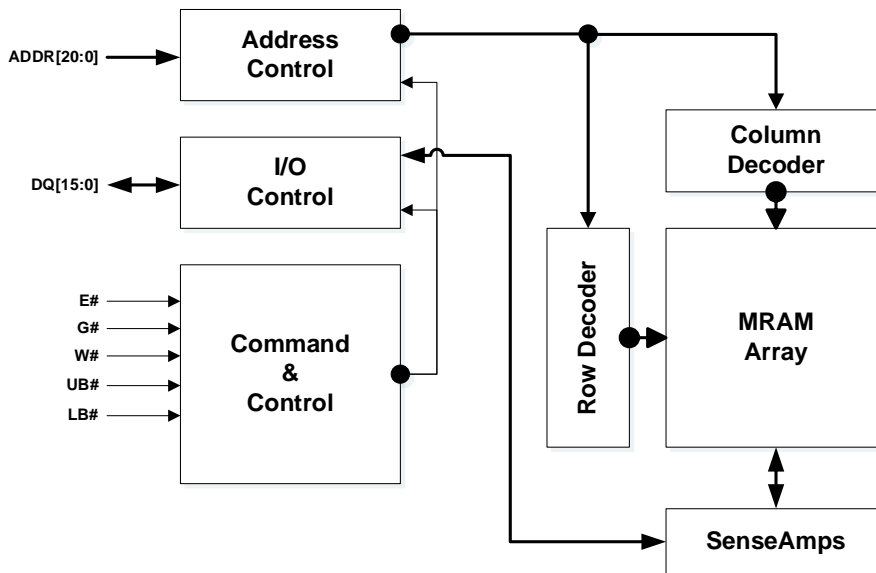 Address
Control
ADDR[20:0]
Column
Decoder
I/O
Control
DQ[15:0]
Row Decoder
MRAM
Array
E#
G#
W#
UB#
LB#
Command
&
Control
SenseAmps